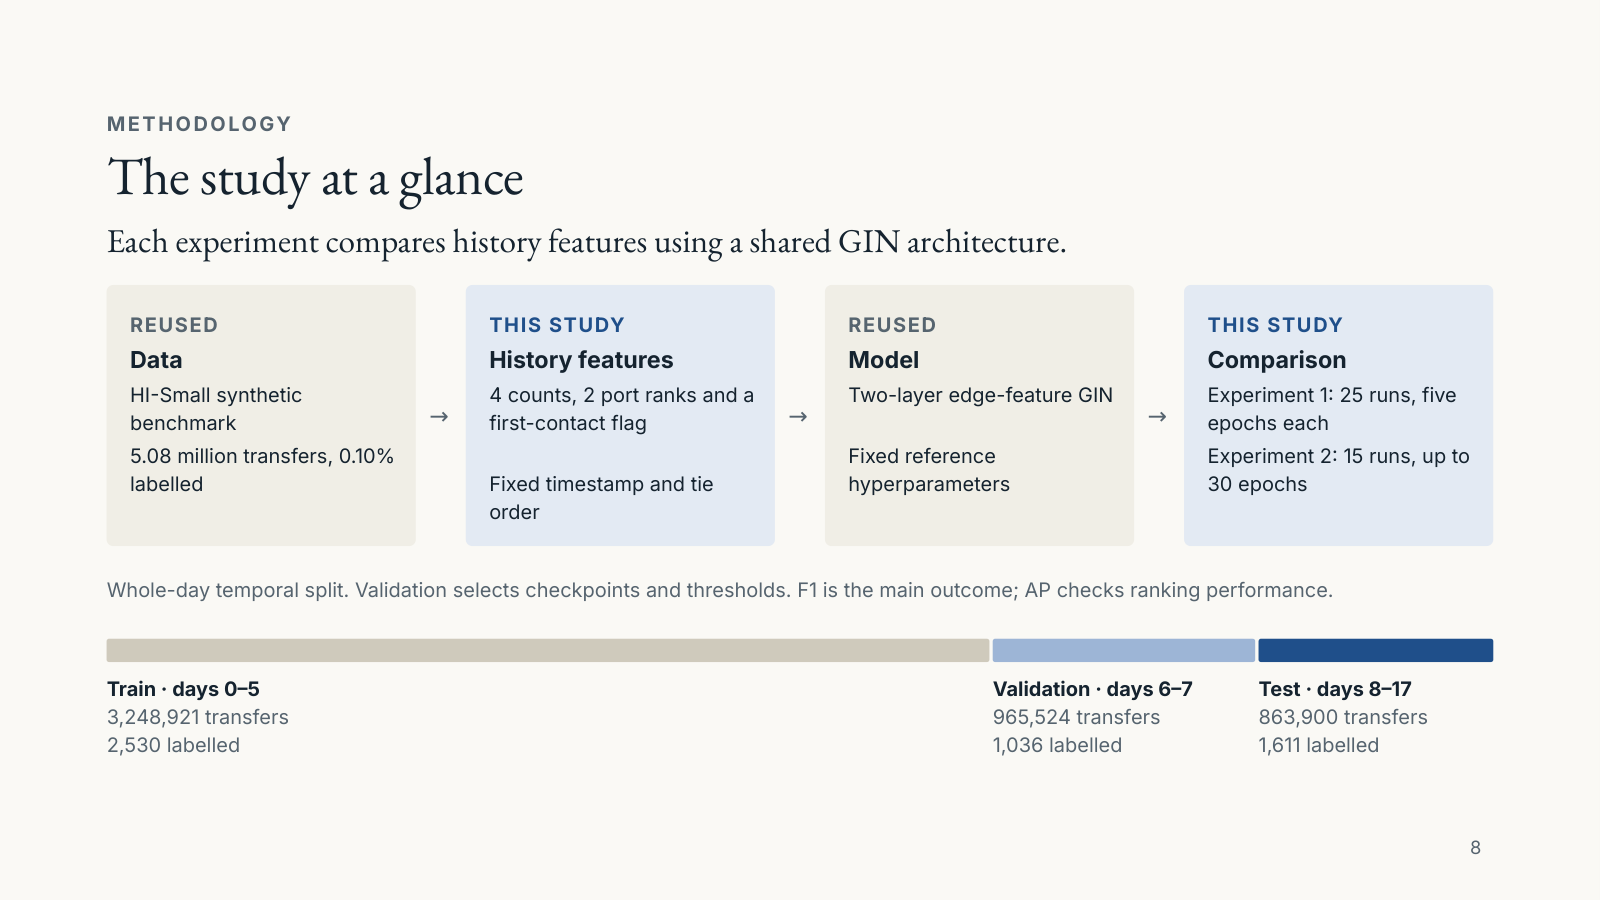 METHODOLOGY
The study at a glance
Each experiment compares history features using a shared GIN architecture.
REUSED
Data
HI-Small synthetic
benchmark
5.08 million transfers, 0.10%
labelled
→
THIS STUDY
History features
4 counts, 2 port ranks and a
first-contact flag
Fixed timestamp and tie
order
→
REUSED
Model
Two-layer edge-feature GIN
Fixed reference
hyperparameters
→
THIS STUDY
Comparison
Experiment 1: 25 runs, five
epochs each
Experiment 2: 15 runs, up to
30 epochs
Whole-day temporal split. Validation selects checkpoints and thresholds. F1 is the main outcome; AP checks ranking performance.
Train · days 0–5
3,248,921 transfers
2,530 labelled
Validation · days 6–7
965,524 transfers
1,036 labelled
Test · days 8–17
863,900 transfers
1,611 labelled
8